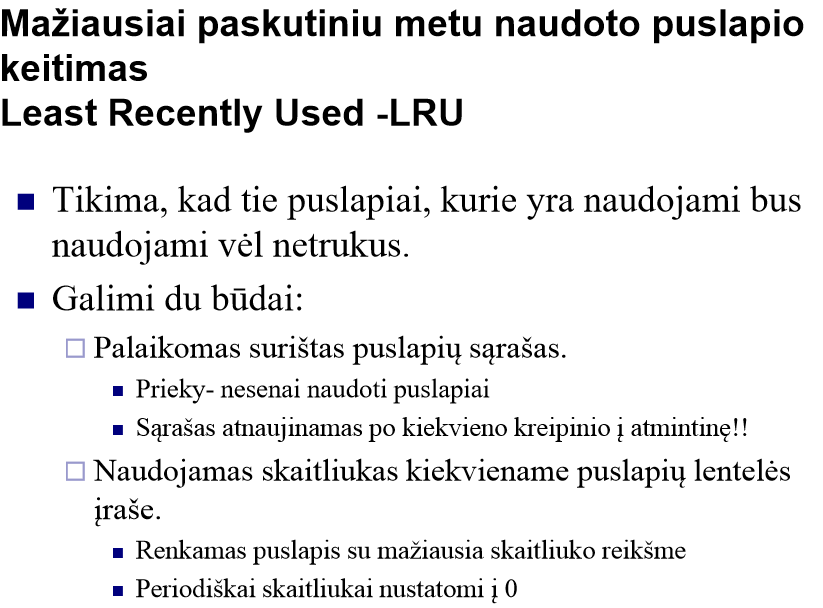 Mažiausiai paskutiniu metu naudoto puslapio
keitimas
Least Recently Used -LRU
Tikima, kad tie puslapiai, kurie yra naudojami bus
naudojami vėl netrukus.
Galimi du būdai:
Palaikomas surištas puslapių sąrašas.
Prieky- nesenai naudoti puslapiai
Sąrašas atnaujinamas po kiekvieno kreipinio į atmintinę!!
Naudojamas skaitliukas kiekviename puslapių lentelės
įraše.
Renkamas puslapis su mažiausia skaitliuko reikšme
Periodiškai skaitliukai nustatomi į 0